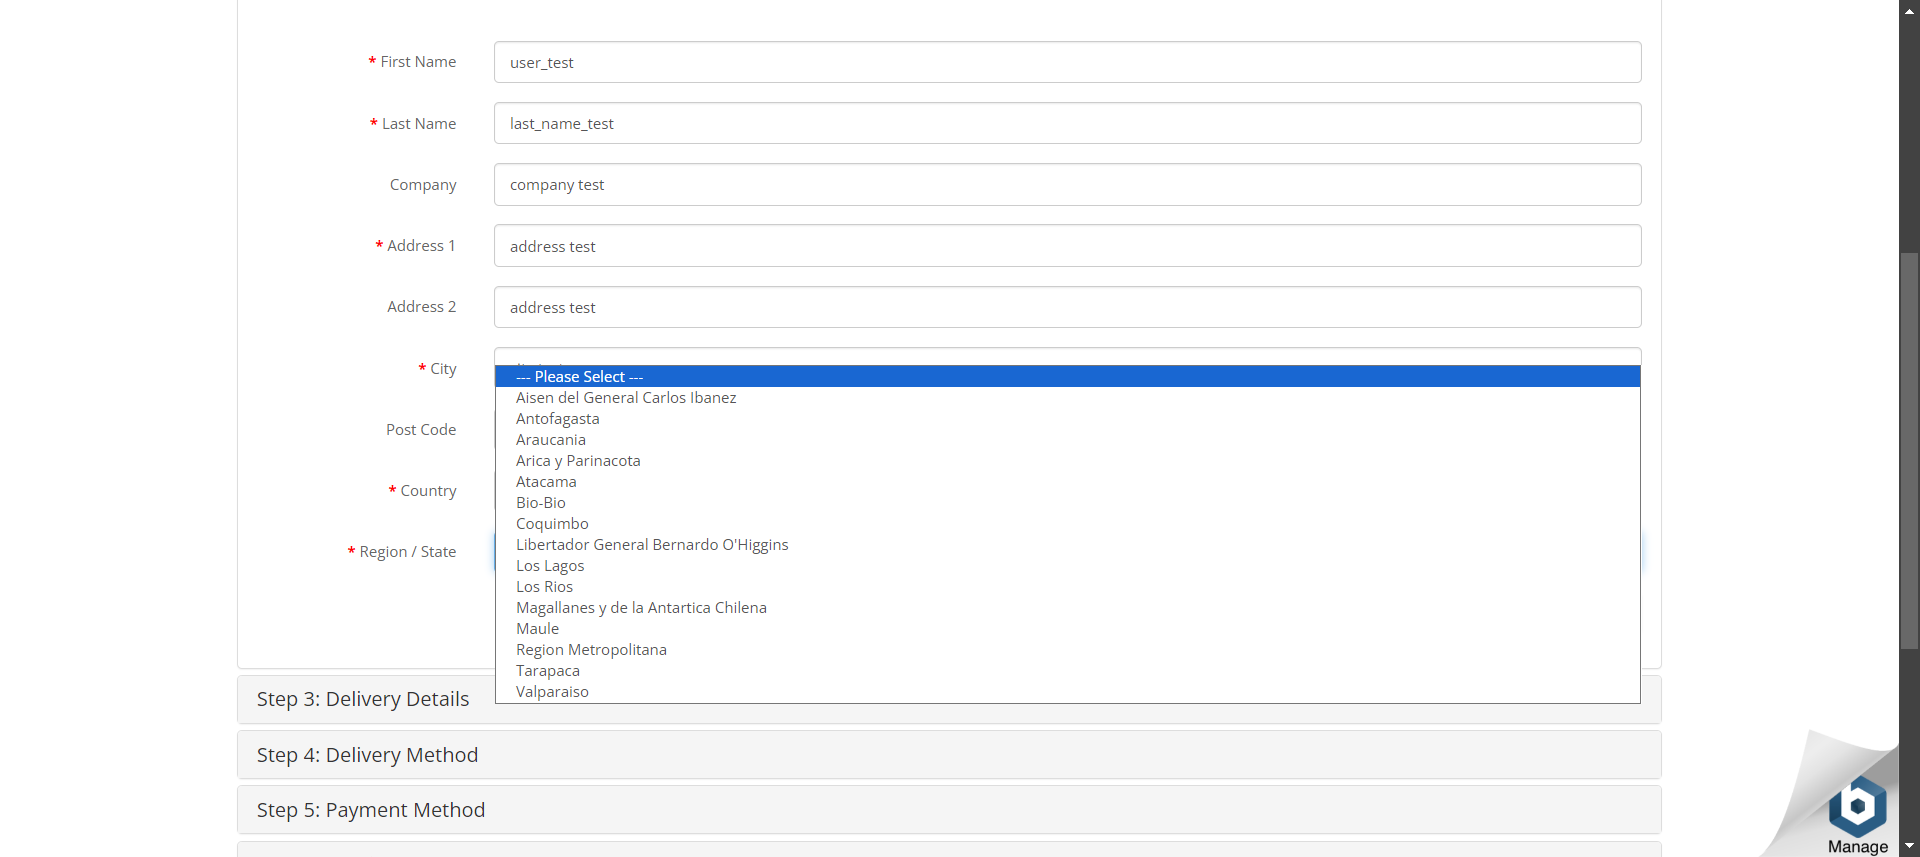 * First Name
user_test
* Last Name
last_name_test
Company
company test
* Address 1
address test
Address 2
address test
* City
--- Please Select ---
Aisen del General Carlos Ibanez
Antofagasta
Araucania
Post Code
Arica y Parinacota
Atacama
* Country
Bio-Bio
Coquimbo
Libertador General Bernardo O'Higgins
* Region / State
Los Lagos
Los Rios
Magallanes y de la Antartica Chilena
Maule
Region Metropolitana
Tarapaca
Valparaiso
Step 3: Delivery Details
Step 4: Delivery Method
Step 5: Payment Method
Manage